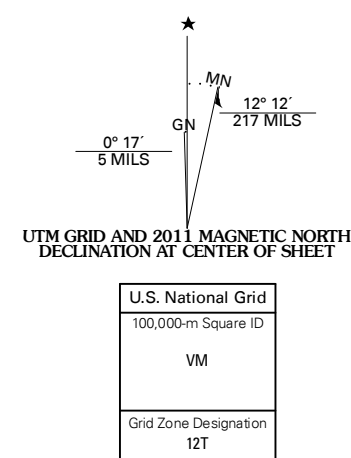 ★
MN
GN
12° 12´
217 MILS
0° 17´
5 MILS
UTM GRID AND 2011 MAGNETIC NORTH
DECLINATION AT CENTER OF SHEET
U.S. National Grid
100,000-m Square ID
VM
Grid Zone Designation
12T